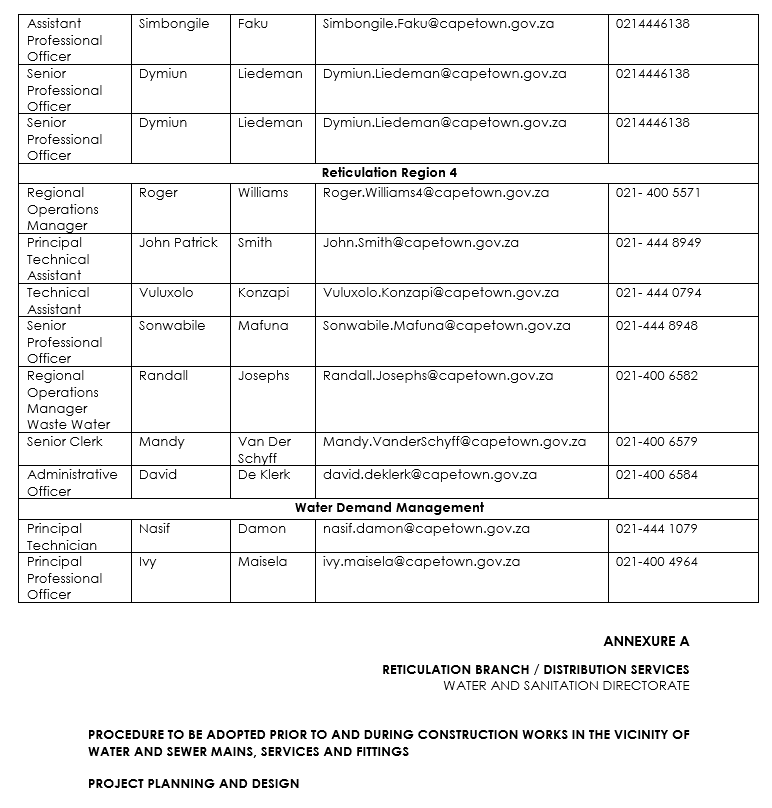 Assistant Simbongile Faku Simbongile.Faku@capetown.gov.za 0214446138
Professional
Officer
Senior Dymiun Liedeman Dymiun.Liedeman@capetown.gov.za 0214446138
Professional
Officer
Senior Dymiun Liedeman Dymiun.Liedeman@capetown.gov.za 0214446138
Professional
Officer
Reticulation Region 4
Regional Roger Williams Roger.Williams4@capetown.gov.za 021- 400 5571
Operations
Manager
Principal John Patrick Smith John.Smith@capetown.gov.za 021- 444 8949
Technical
Assistant
Technical Vuluxolo Konzapi Vuluxolo.Konzapi@capetown.gov.za 021- 444 0794
Assistant
Senior Sonwabile Mafuna Sonwabile.Mafuna@capetown.gov.za 021-444 8948
Professional
Officer
Regional Randall Josephs Randall.Josephs@capetown.gov.za 021-400 6582
Operations
Manager
Waste Water
Senior Clerk Mandy Van Der Mandy.VanderSchyff@capetown.gov.za 021-400 6579
Schyff
Administrative David De Klerk david.deklerk@capetown.gov.za 021-400 6584
Officer
Water Demand Management
Principal Nasif Damon nasif.damon@capetown.gov.za 021-444 1079
Technician
Principal Ivy Maisela ivy.maisela@capetown.gov.za 021-400 4964
Professional
Officer
ANNEXURE A
RETICULATION BRANCH / DISTRIBUTION SERVICES
WATER AND SANITATION DIRECTORATE
PROCEDURE TO BE ADOPTED PRIOR TO AND DURING CONSTRUCTION WORKS IN THE VICINITY OF
WATER AND SEWER MAINS, SERVICES AND FITTINGS
PROJECT PLANNING AND DESIGN